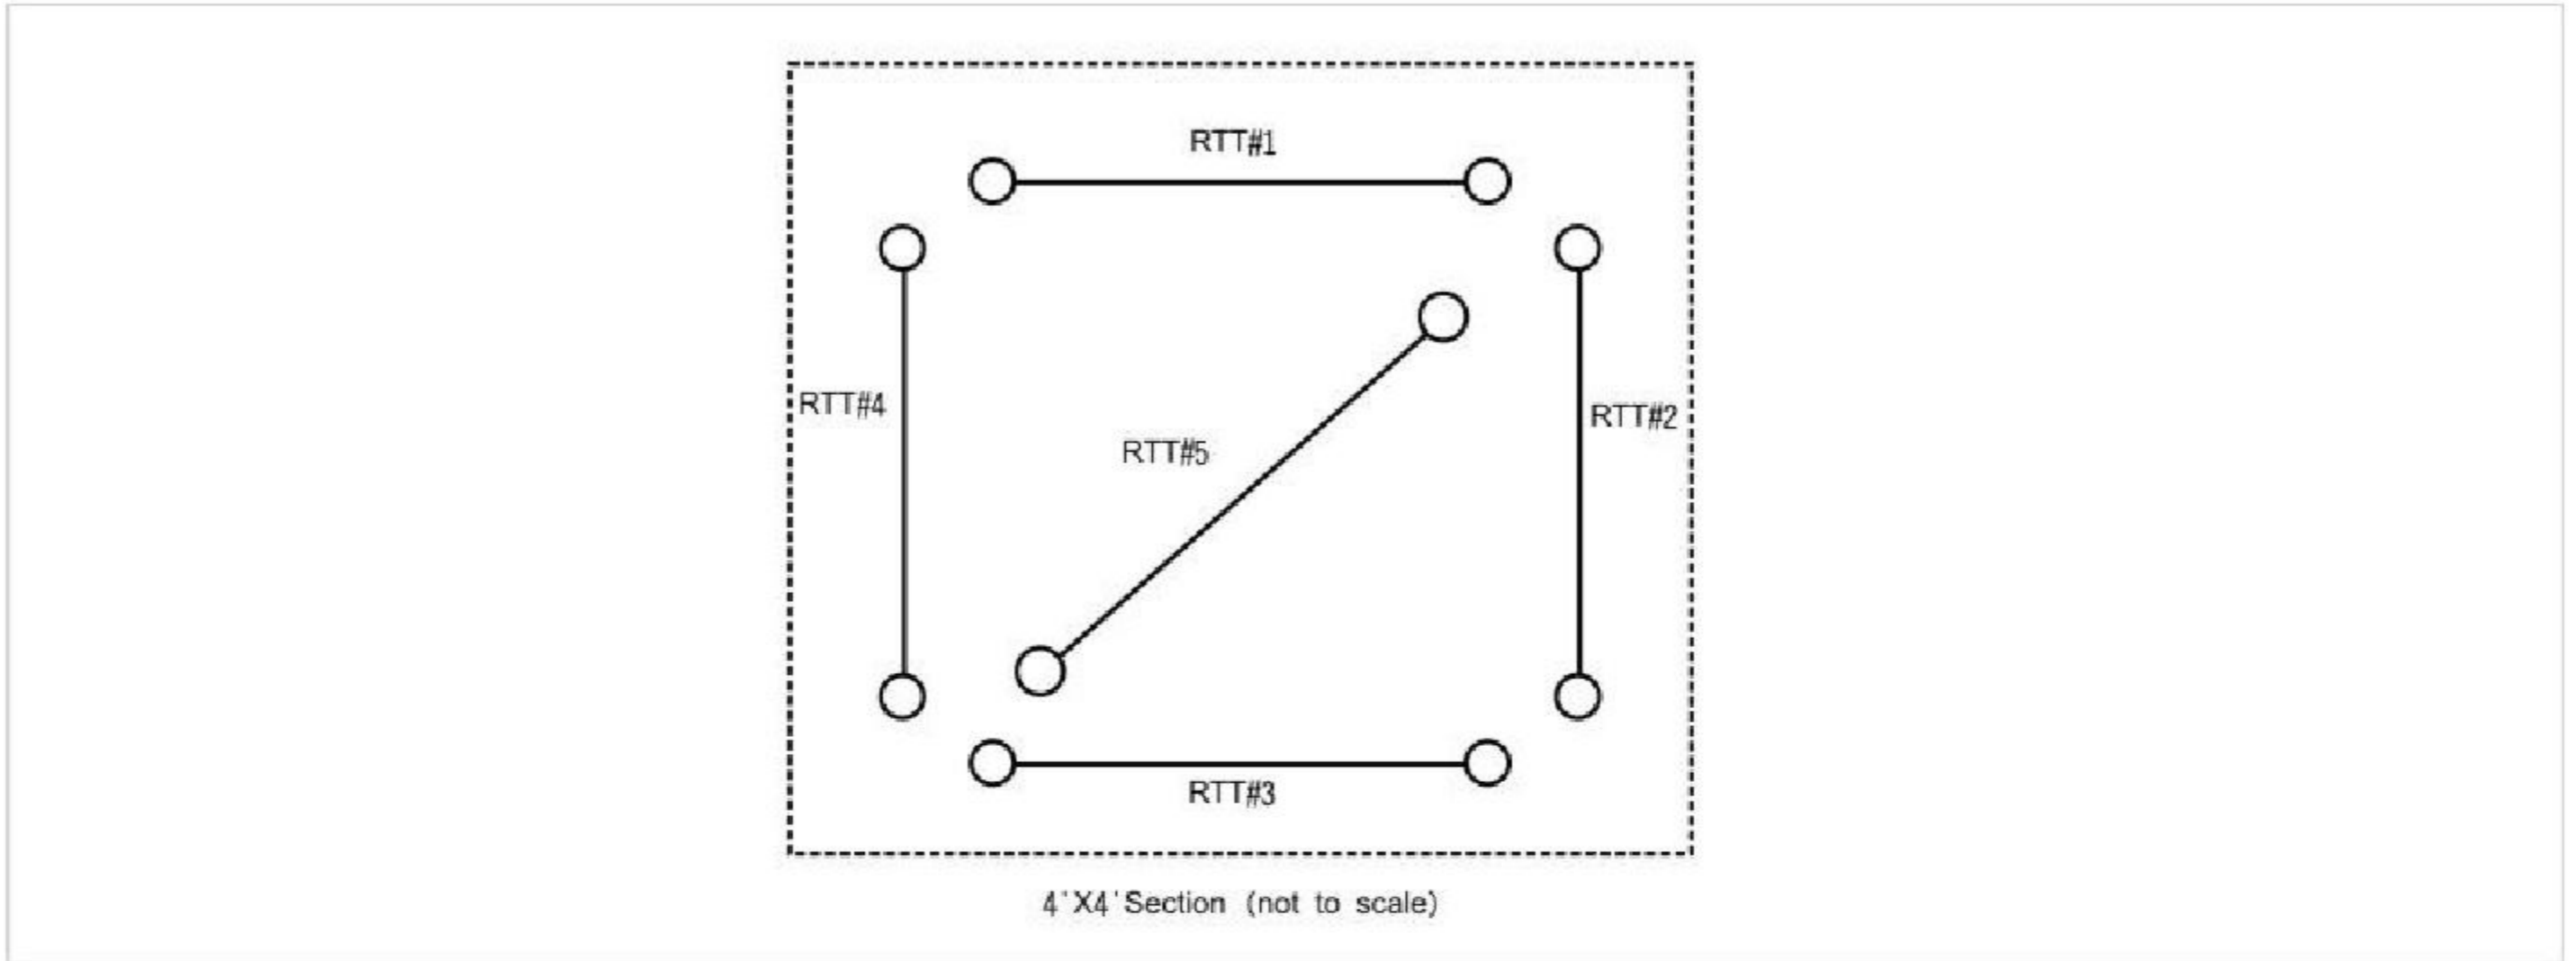 RTT#1
RTT#4
RTT#2
RTT#5
RTT#3
4'X4'Section (not to scale)